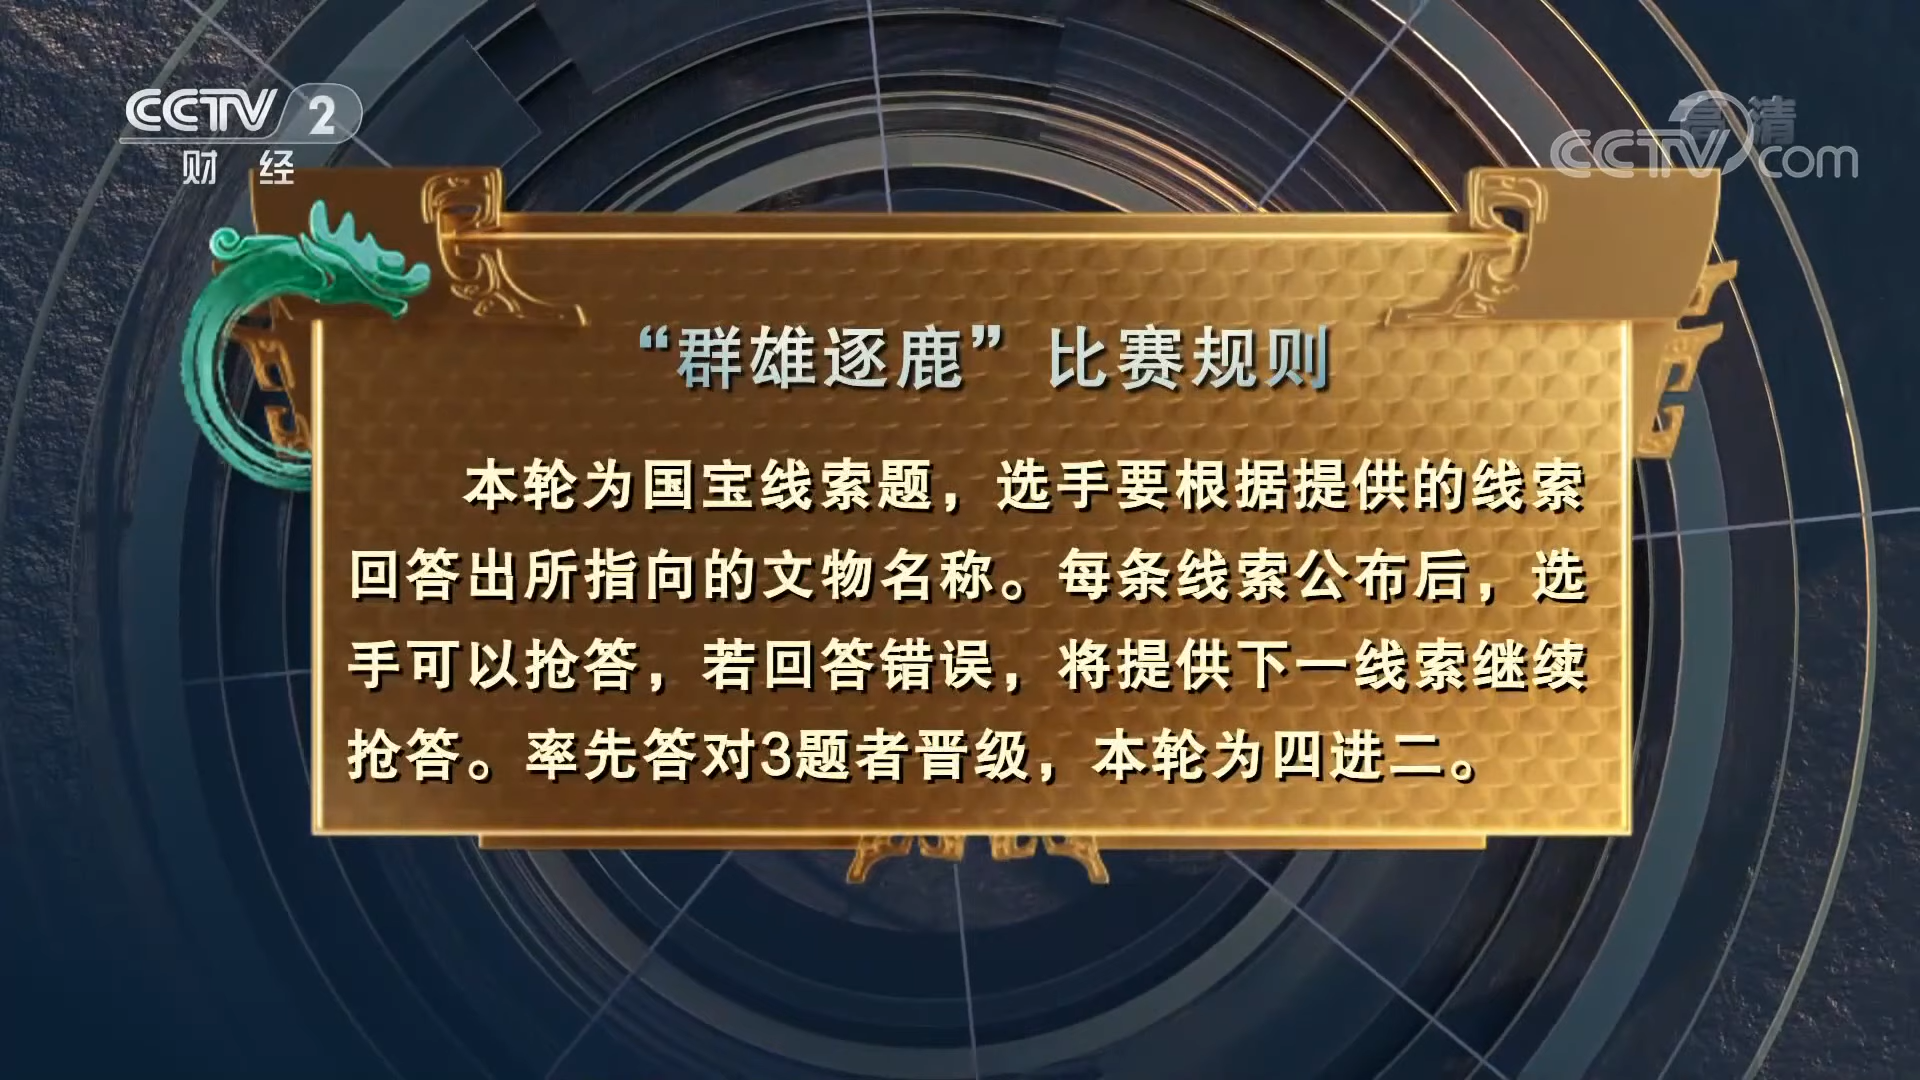 CCTV 2
财 经
高清
CCTV.com
“群雄逐鹿”比赛规则
本轮为国宝线索题，选手要根据提供的线索
回答出所指向的文物名称。每条线索公布后，选
手可以抢答，若回答错误，将提供下一线索继续
抢答。率先答对3题者晋级，本轮为四进二。